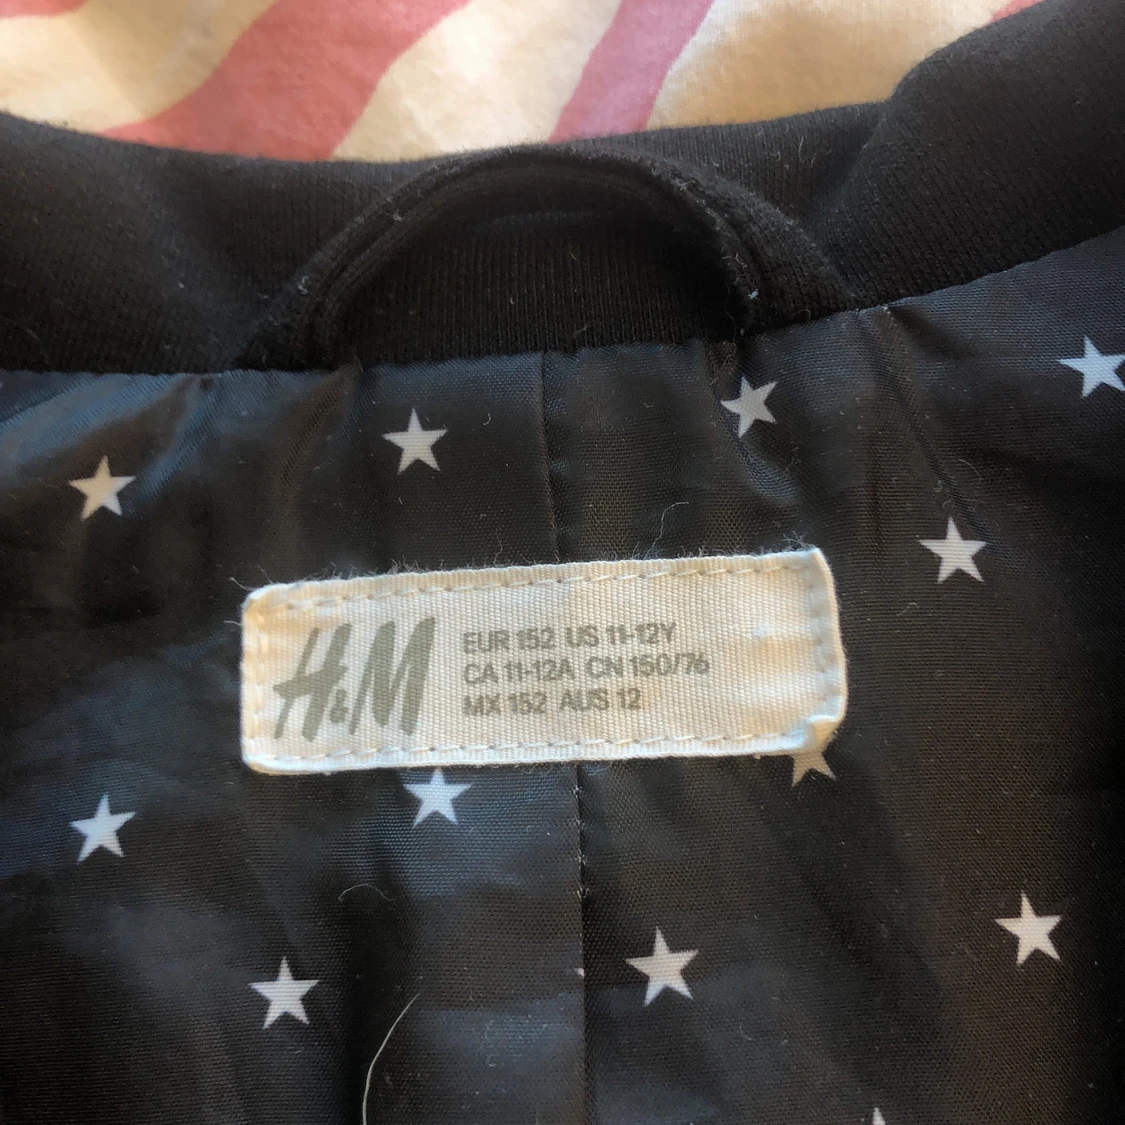 H&M
EUR 152 US 11-12Y
CA 11-12A CN 150/76
MX 152 AUS 12